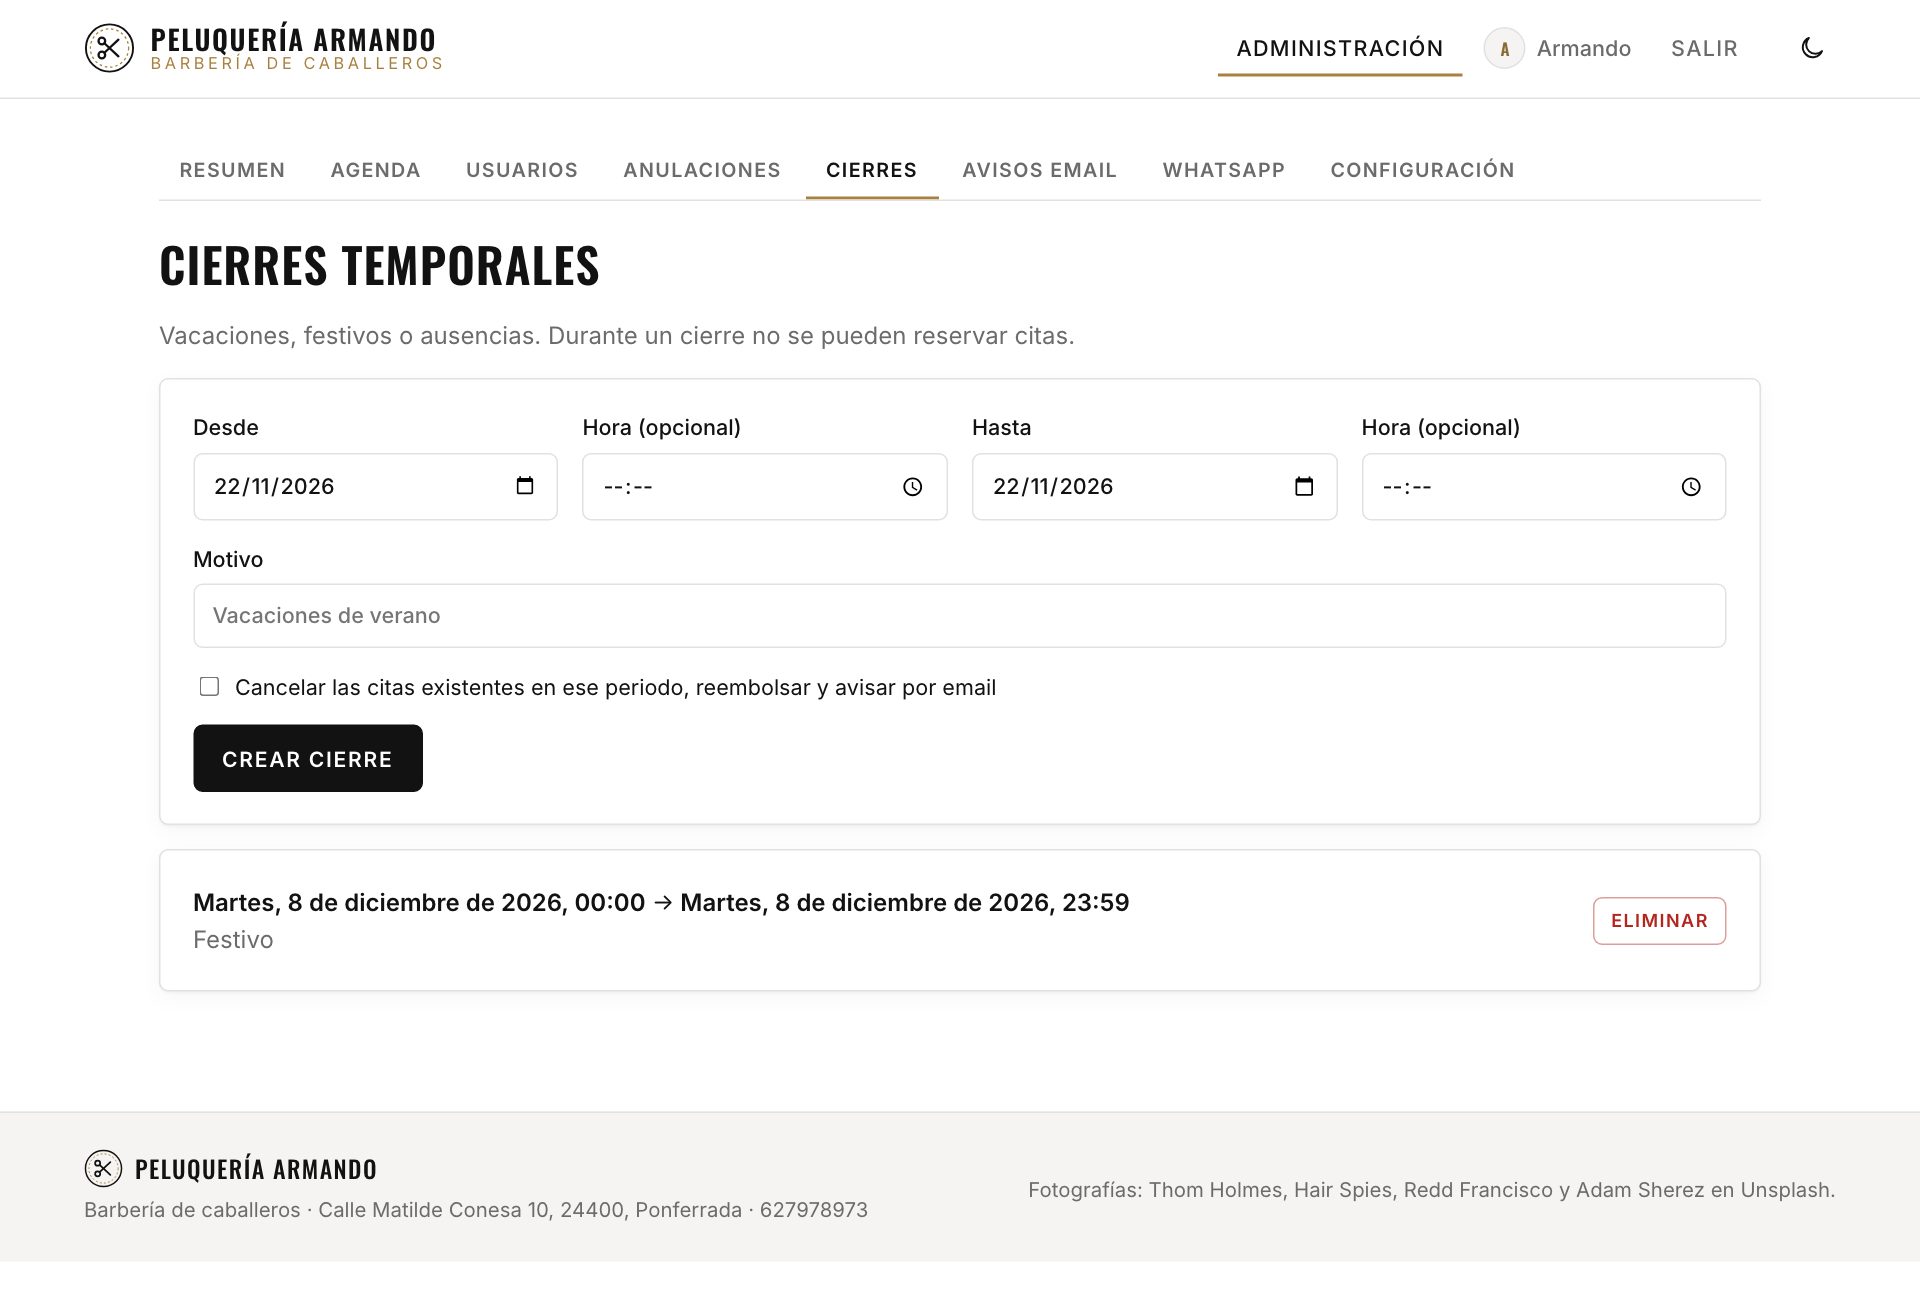 PELUQUERÍA ARMANDO
BARBERÍA DE CABALLEROS
ADMINISTRACIÓN
A
Armando
SALIR
RESUMEN
AGENDA
USUARIOS
ANULACIONES
CIERRES
AVISOS EMAIL
WHATSAPP
CONFIGURACIÓN
CIERRES TEMPORALES
Vacaciones, festivos o ausencias. Durante un cierre no se pueden reservar citas.
Desde
Hora (opcional)
Hasta
Hora (opcional)
22/11/2026
--:--
22/11/2026
--:--
Motivo
Vacaciones de verano
Cancelar las citas existentes en ese periodo, reembolsar y avisar por email
CREAR CIERRE
Martes, 8 de diciembre de 2026, 00:00 → Martes, 8 de diciembre de 2026, 23:59
Festivo
ELIMINAR
PELUQUERÍA ARMANDO
Barbería de caballeros · Calle Matilde Conesa 10, 24400, Ponferrada · 627978973
Fotografías: Thom Holmes, Hair Spies, Redd Francisco y Adam Sherez en Unsplash.